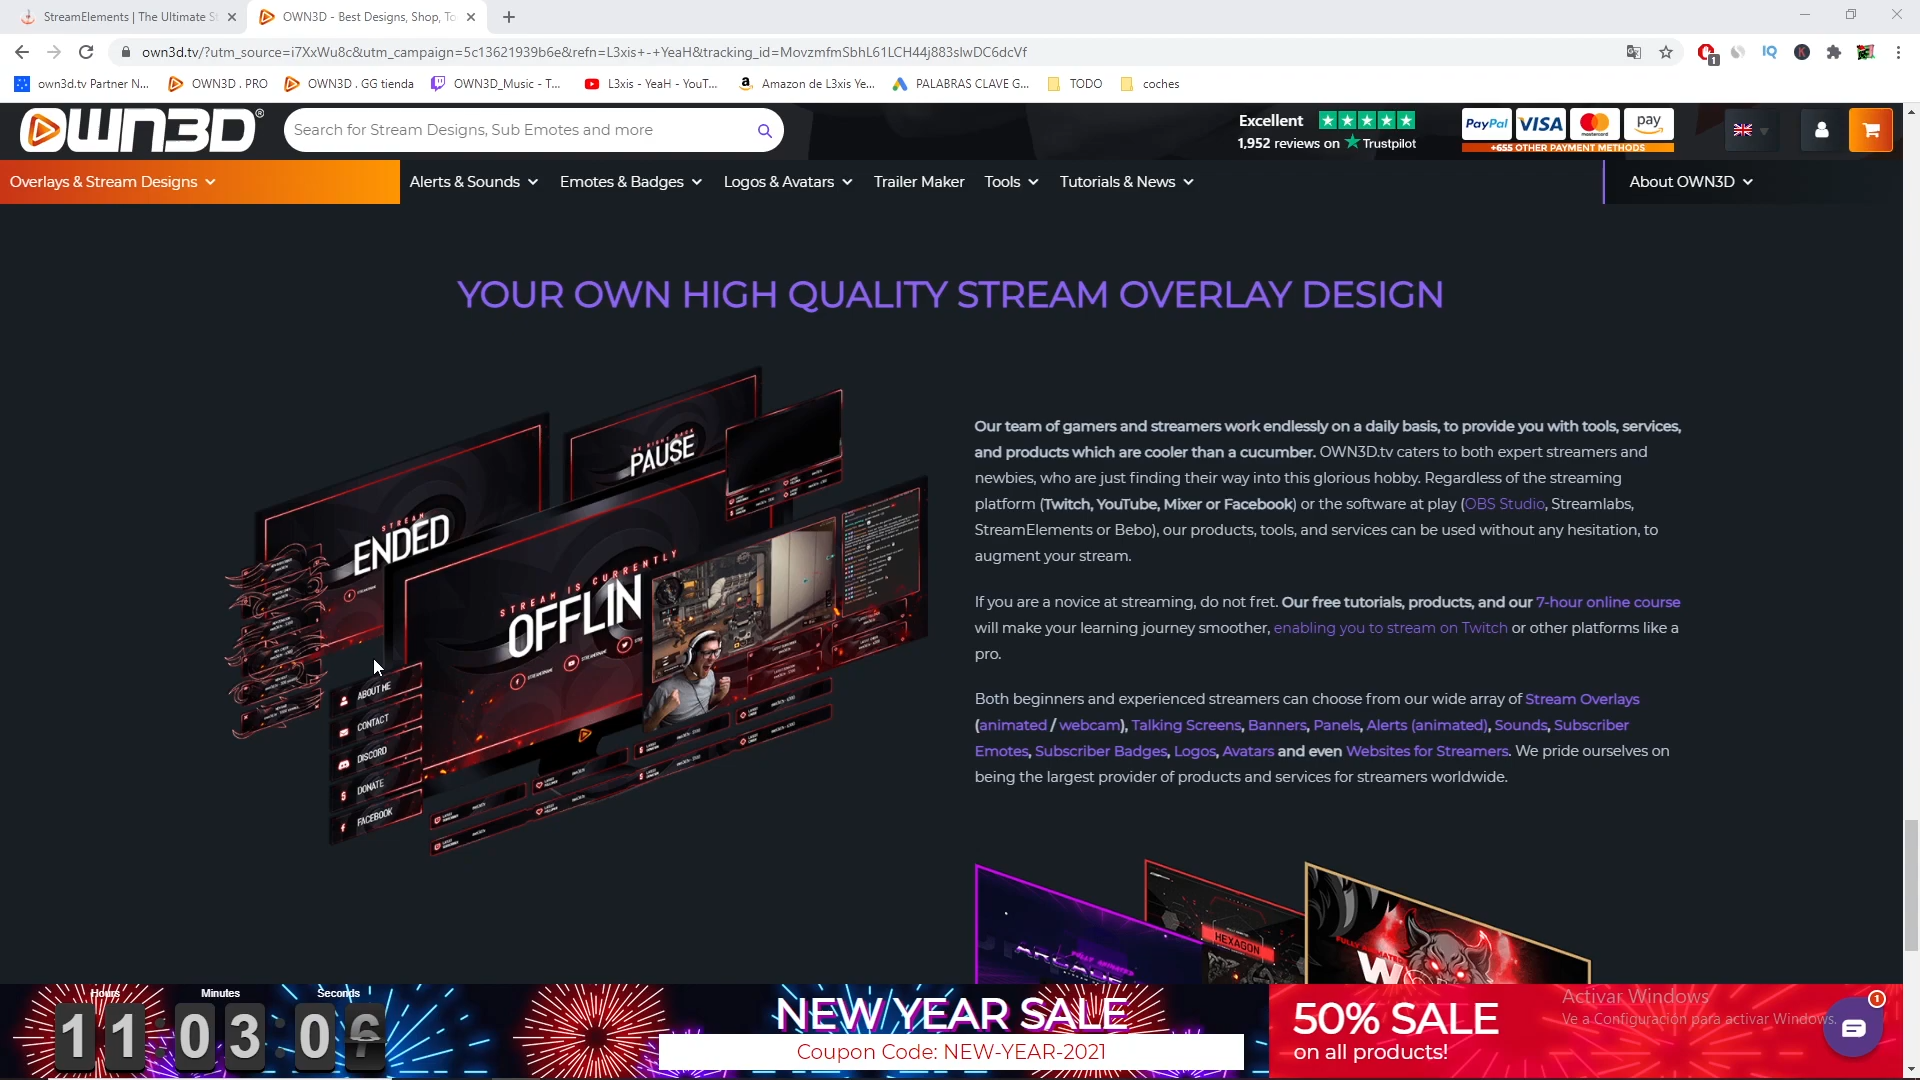 StreamElements | The Ultimate St
OWN3D - Best Designs, Shop, To
own3d.tv/?utm_source=i7XxWu8c&utm_campaign=5c13621939b6e&refn=L3xis+-+YeaH&tracking_id=MovzmfmSbhL61LCH44j883slwDC6dcVf
own3d.tv Partner N...
OWN3D . PRO
OWN3D . GG tienda
OWN3D_Music - T...
L3xis - YeaH - YouT...
Amazon de L3xis Ye...
PALABRAS CLAVE G...
TODO
coches
OWN3D®
Search for Stream Designs, Sub Emotes and more
Excellent
1,952 reviews on Trustpilot
PayPal VISA mastercard pay
+655 OTHER PAYMENT METHODS
Overlays & Stream Designs
Alerts & Sounds
Emotes & Badges
Logos & Avatars
Trailer Maker
Tools
Tutorials & News
About OWN3D
YOUR OWN HIGH QUALITY STREAM OVERLAY DESIGN
BE RIGHT BACK
PAUSE
STREAM
ENDED
STREAM IS CURRENTLY
OFFLIN
ABOUT ME
CONTACT
DISCORD
DONATE
FACEBOOK
Our team of gamers and streamers work endlessly on a daily basis, to provide you with tools, services,
and products which are cooler than a cucumber. OWN3D.tv caters to both expert streamers and
newbies, who are just finding their way into this glorious hobby. Regardless of the streaming
platform (Twitch, YouTube, Mixer or Facebook) or the software at play (OBS Studio, Streamlabs,
StreamElements or Bebo), our products, tools, and services can be used without any hesitation, to
augment your stream.
If you are a novice at streaming, do not fret. Our free tutorials, products, and our 7-hour online course
will make your learning journey smoother, enabling you to stream on Twitch or other platforms like a
pro.
Both beginners and experienced streamers can choose from our wide array of Stream Overlays
(animated / webcam), Talking Screens, Banners, Panels, Alerts (animated), Sounds, Subscriber
Emotes, Subscriber Badges, Logos, Avatars and even Websites for Streamers. We pride ourselves on
being the largest provider of products and services for streamers worldwide.
HEXAGON
Hours
Minutes
Seconds
11 : 03 : 0
NEW YEAR SALE
Coupon Code: NEW-YEAR-2021
50% SALE
on all products!
Activar Windows
Ve a Configuración para activar Windows.
1